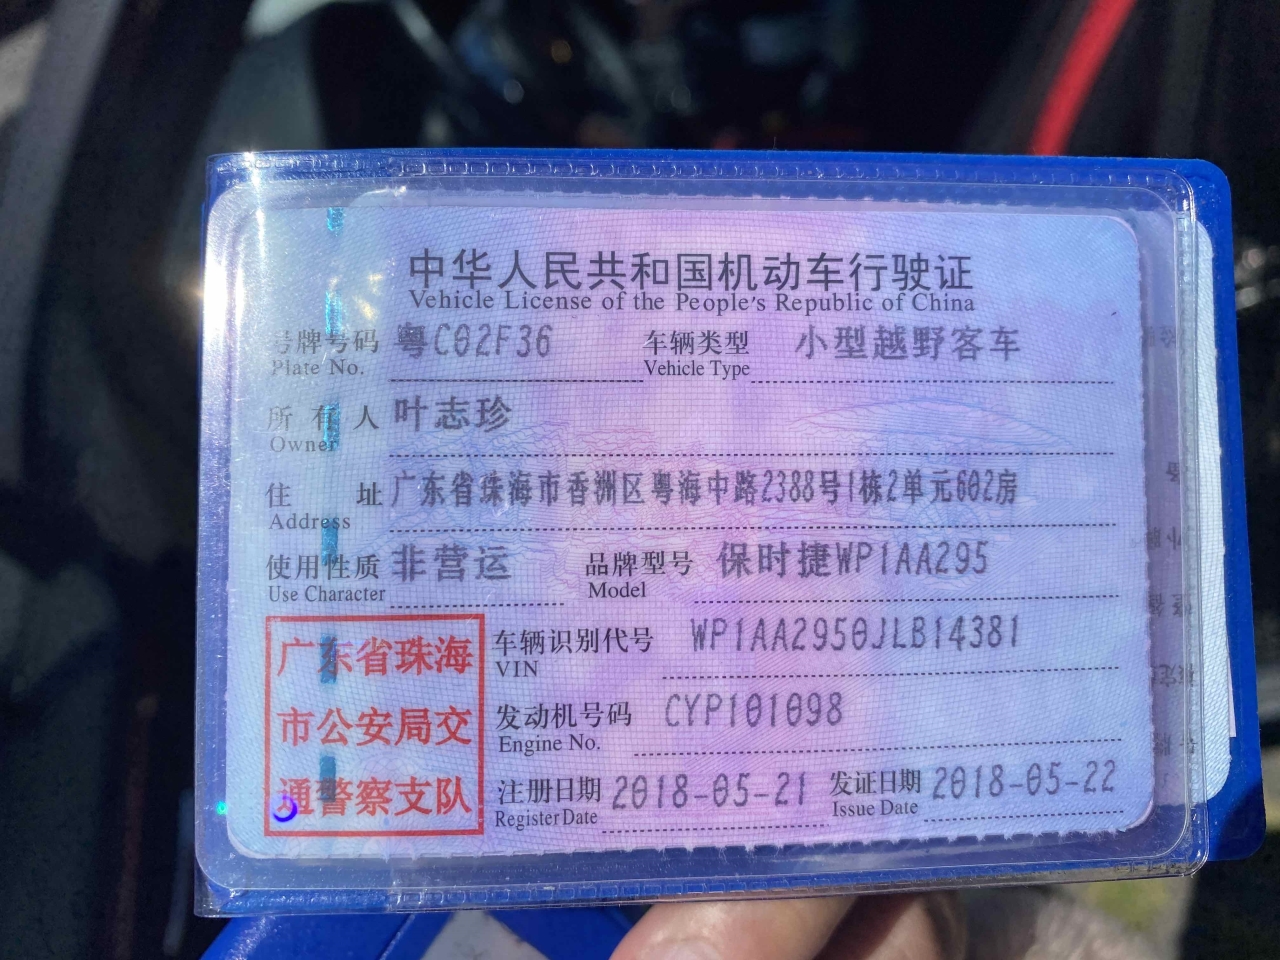 中华人民共和国机动车行驶证
Vehicle License of the People's Republic of China
号牌号码 粤C02F36 车辆类型 小型越野客车
Plate No. Vehicle Type
所有人 叶志珍
Owner
住址 广东省珠海市香洲区粤海中路2388号1栋2单元602房
Address
使用性质 非营运 品牌型号 保时捷WP1AA295
Use Character Model
车辆识别代号 WP1AA2950JLB14381
VIN
发动机号码 CYP101098
Engine No.
注册日期 2018-05-21 发证日期 2018-05-22
Register Date Issue Date
广东省珠海
市公安局交
通警察支队